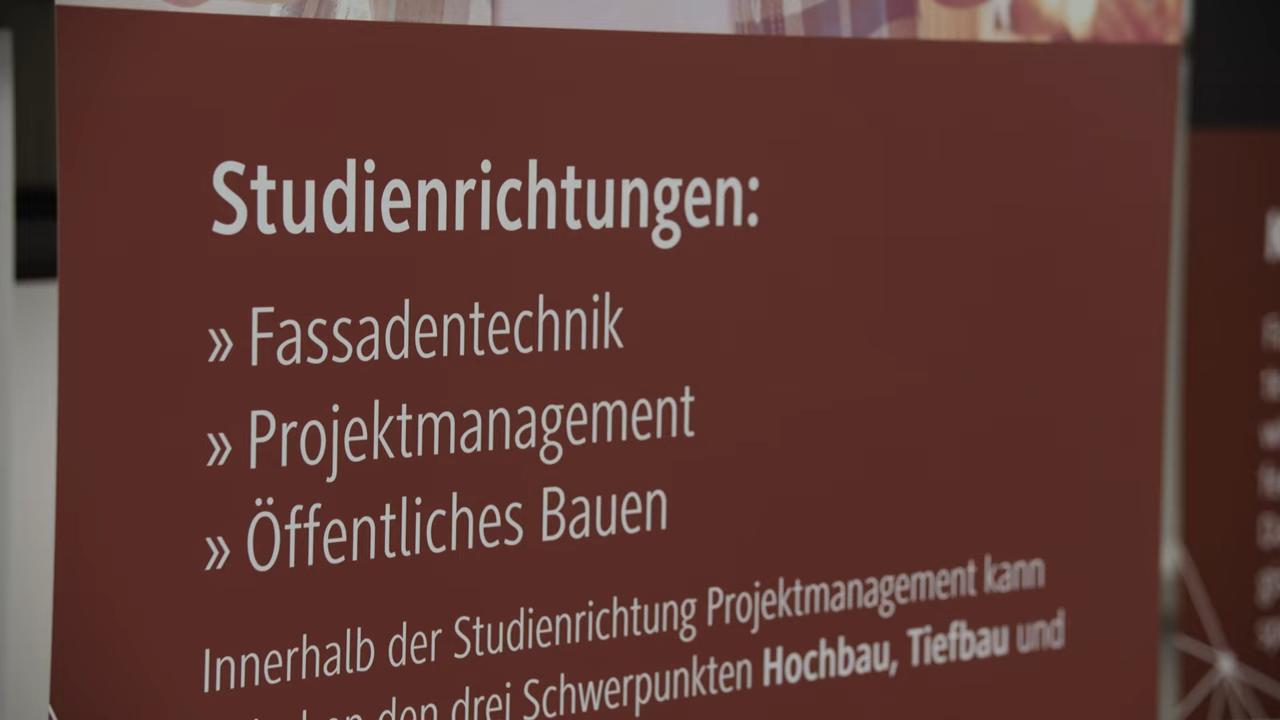 Studienrichtungen:
» Fassadentechnik
» Projektmanagement
» Öffentliches Bauen
Innerhalb der Studienrichtung Projektmanagement kann
den drei Schwerpunkten Hochbau, Tiefbau und